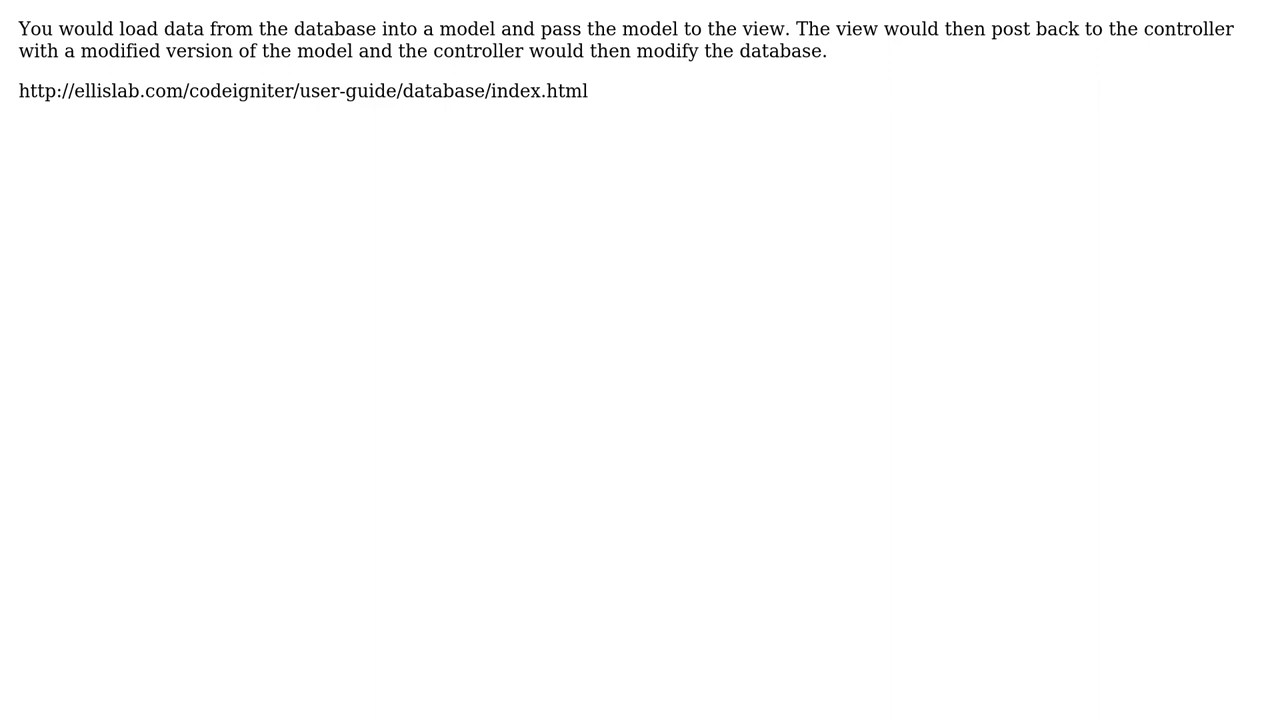 You would load data from the database into a model and pass the model to the view. The view would then post back to the controller
with a modified version of the model and the controller would then modify the database.
http://ellislab.com/codeigniter/user-guide/database/index.html